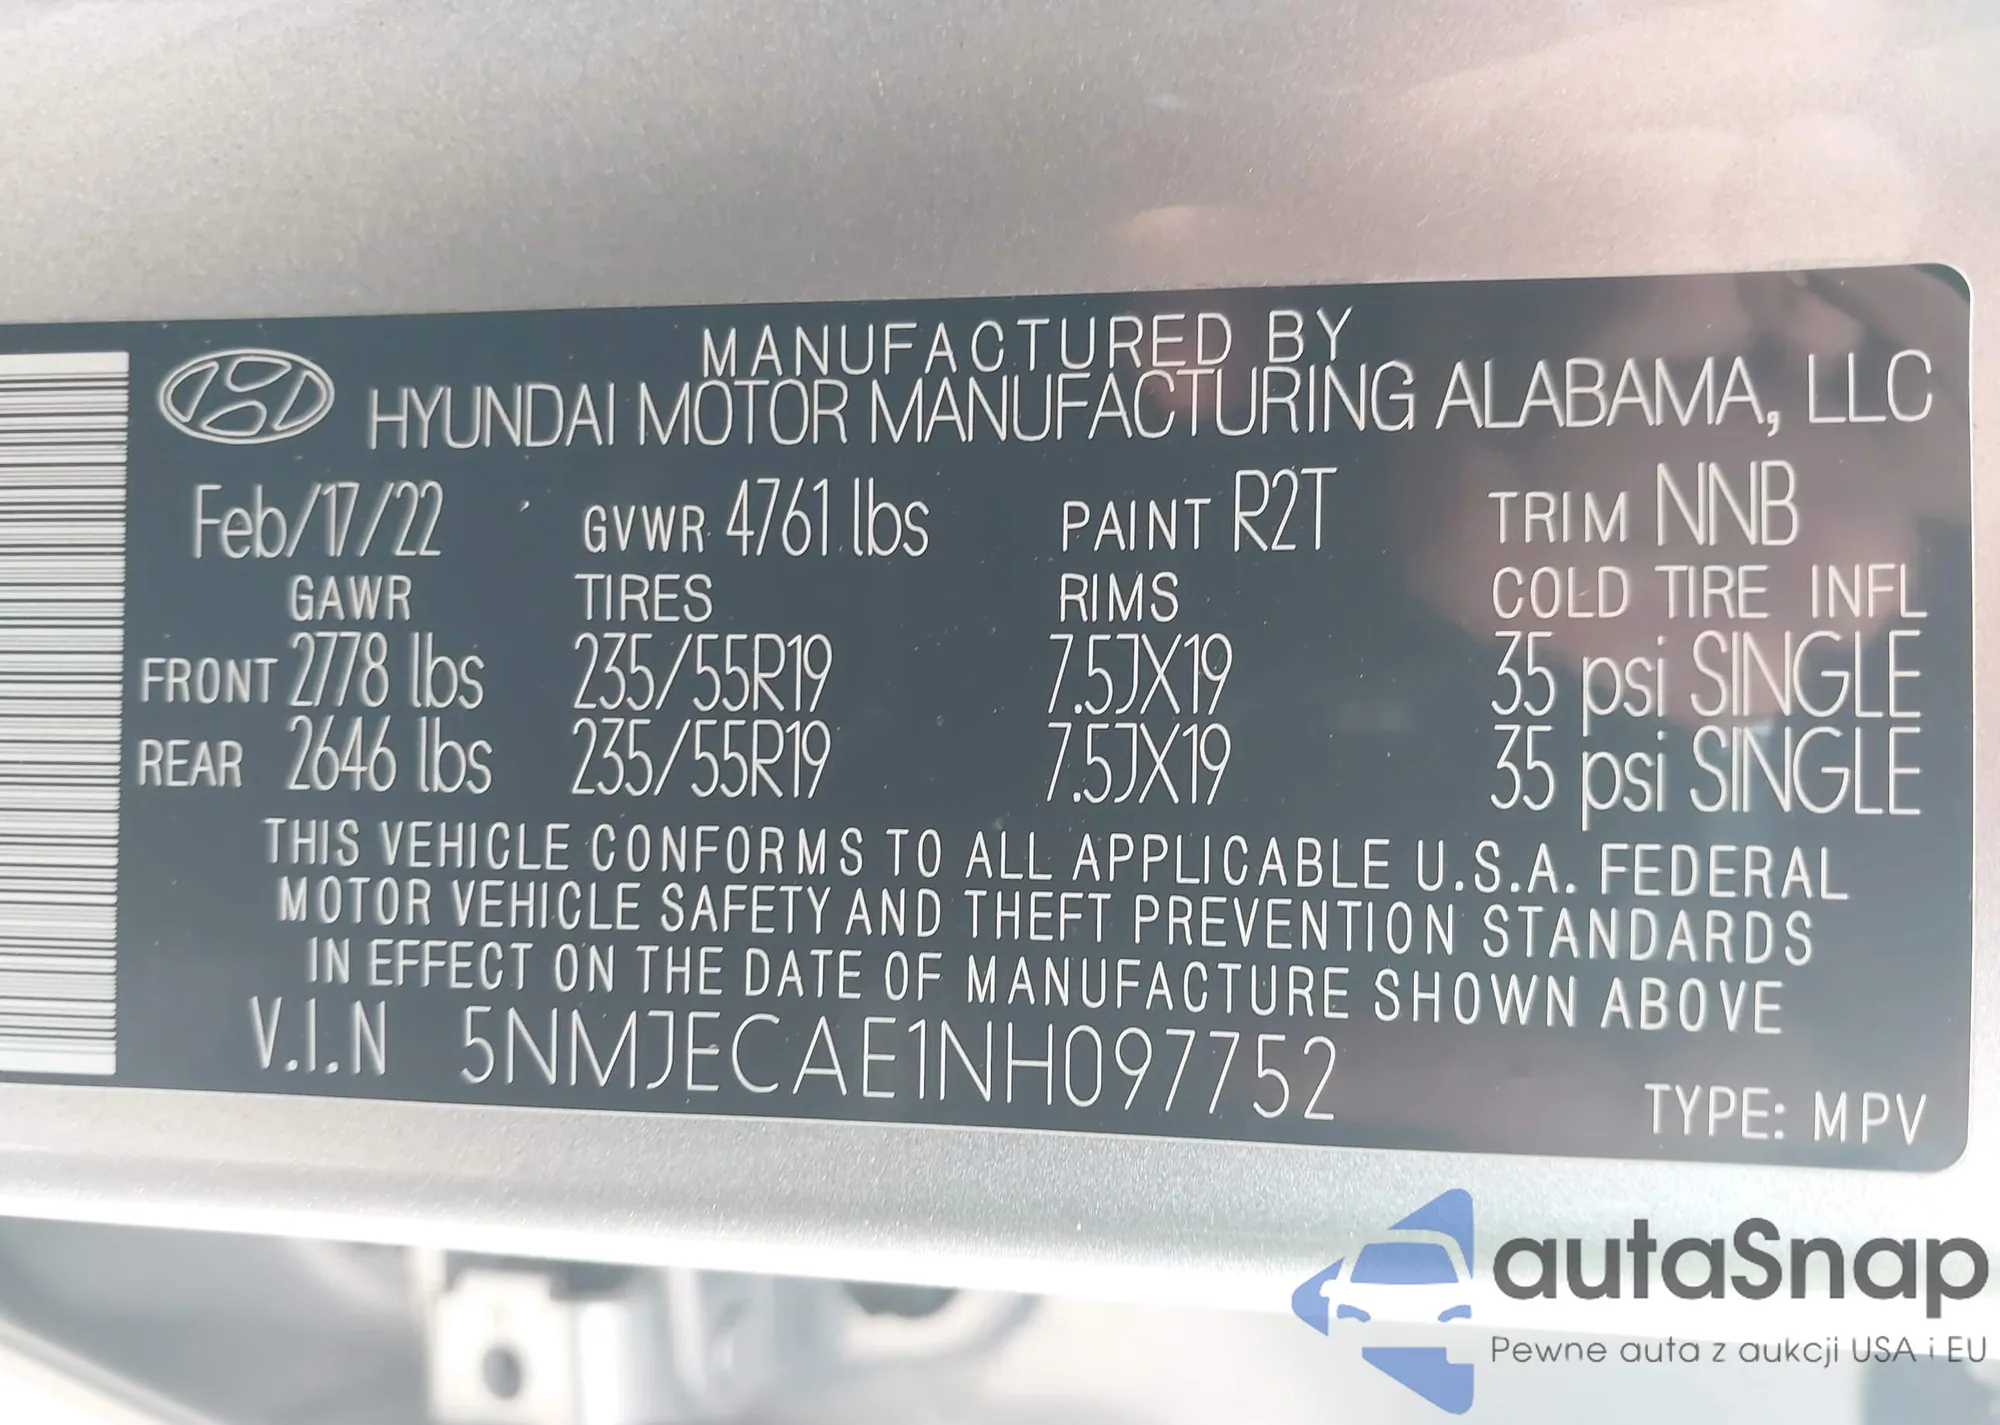 MANUFACTURED BY
HYUNDAI MOTOR MANUFACTURING ALABAMA, LLC
Feb/17/22 GVWR 4761 lbs PAINT R2T TRIM NNB
GAWR TIRES RIMS COLD TIRE INFL
FRONT 2778 lbs 235/55R19 7.5JX19 35 psi SINGLE
REAR 2646 lbs 235/55R19 7.5JX19 35 psi SINGLE
THIS VEHICLE CONFORMS TO ALL APPLICABLE U.S.A. FEDERAL
MOTOR VEHICLE SAFETY AND THEFT PREVENTION STANDARDS
IN EFFECT ON THE DATE OF MANUFACTURE SHOWN ABOVE
V.I.N 5NMJECAE1NH097752
TYPE: MPV
autaSnap
Pewne auta z aukcji USA i EU